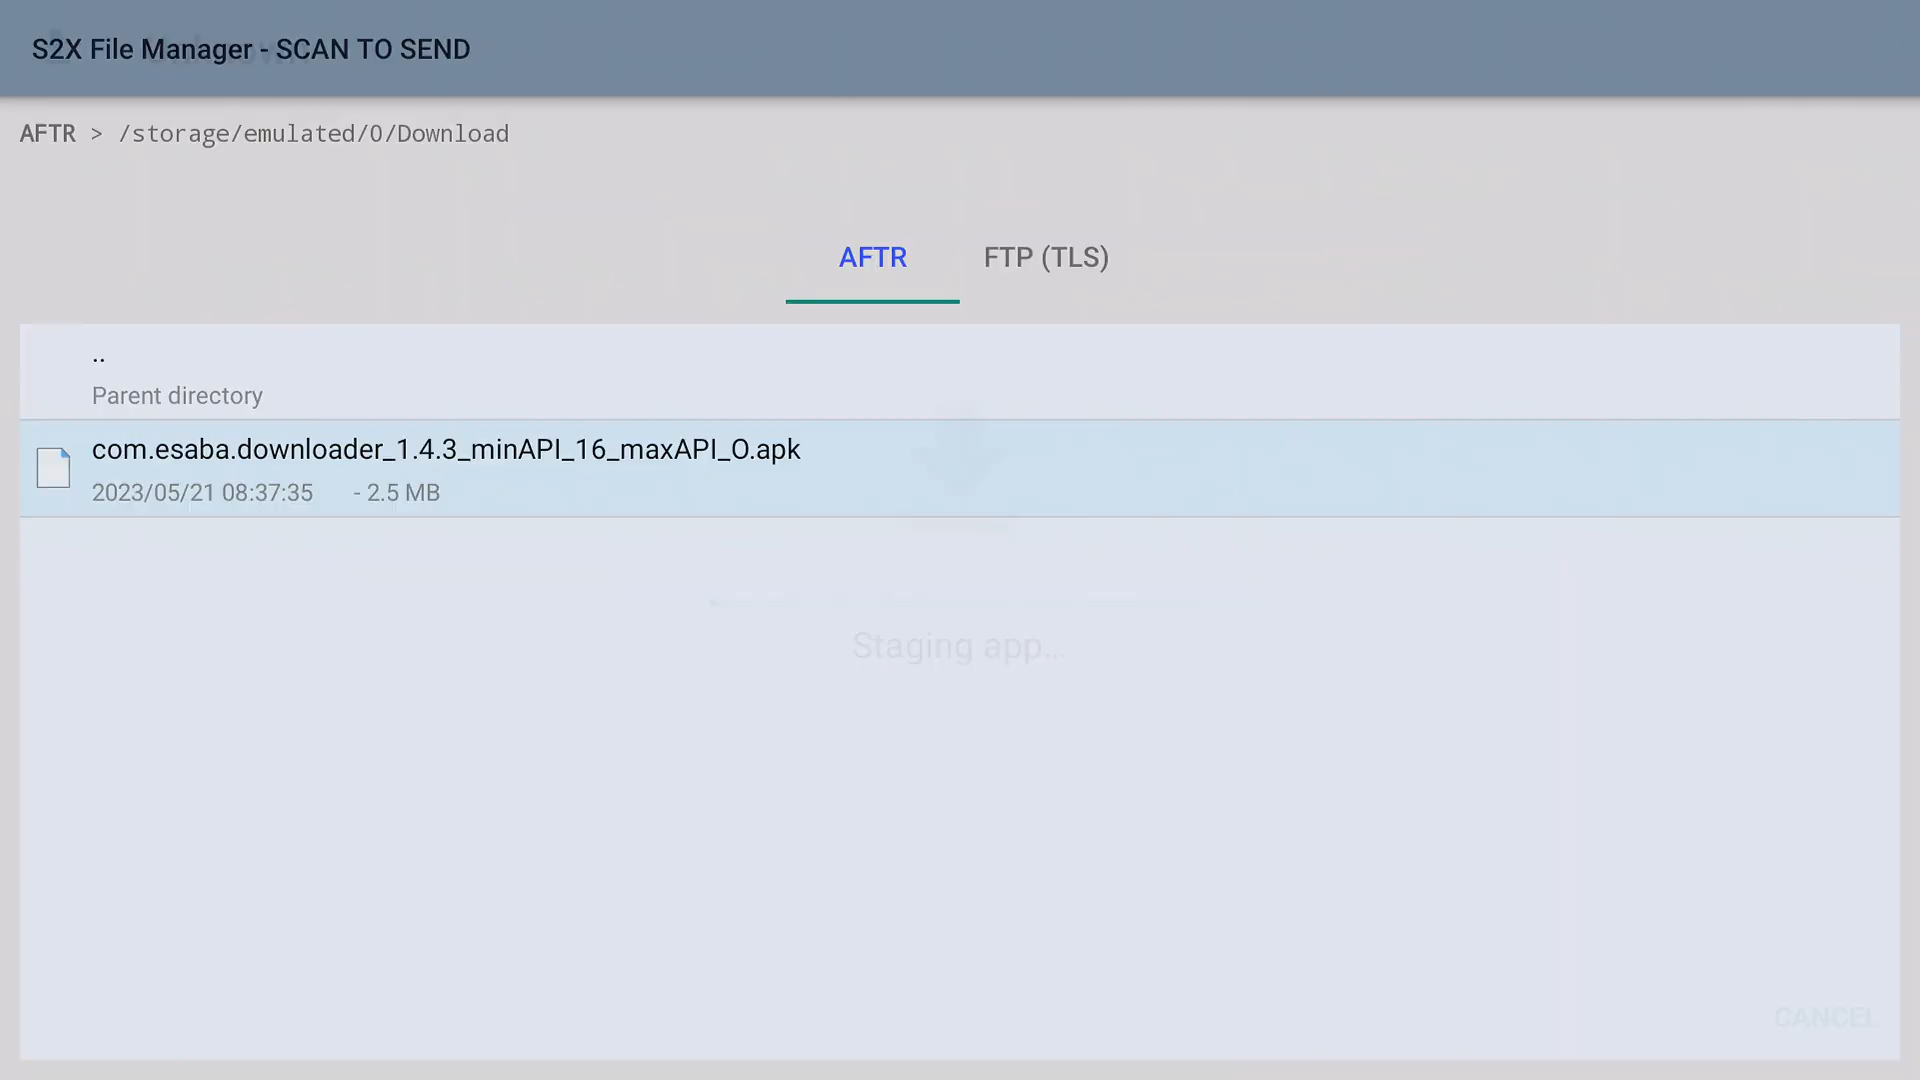 S2X File Manager - SCAN TO SEND
AFTR > /storage/emulated/0/Download
AFTR
FTP (TLS)
..
Parent directory
com.esaba.downloader_1.4.3_minAPI_16_maxAPI_O.apk
2023/05/21 08:37:35 - 2.5 MB
Staging app...
CANCEL